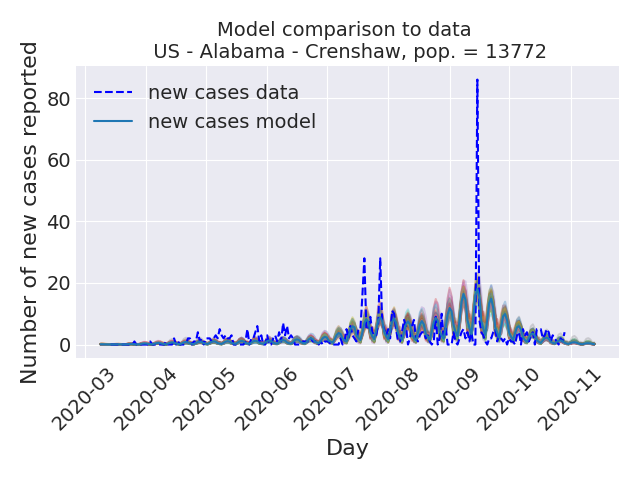 Model comparison to data
US - Alabama - Crenshaw, pop. = 13772
Number of new cases reported
80
60
40
20
0
new cases data
new cases model
2020-03
2020-04
2020-05
2020-06
2020-07
2020-08
2020-09
2020-10
2020-11
Day